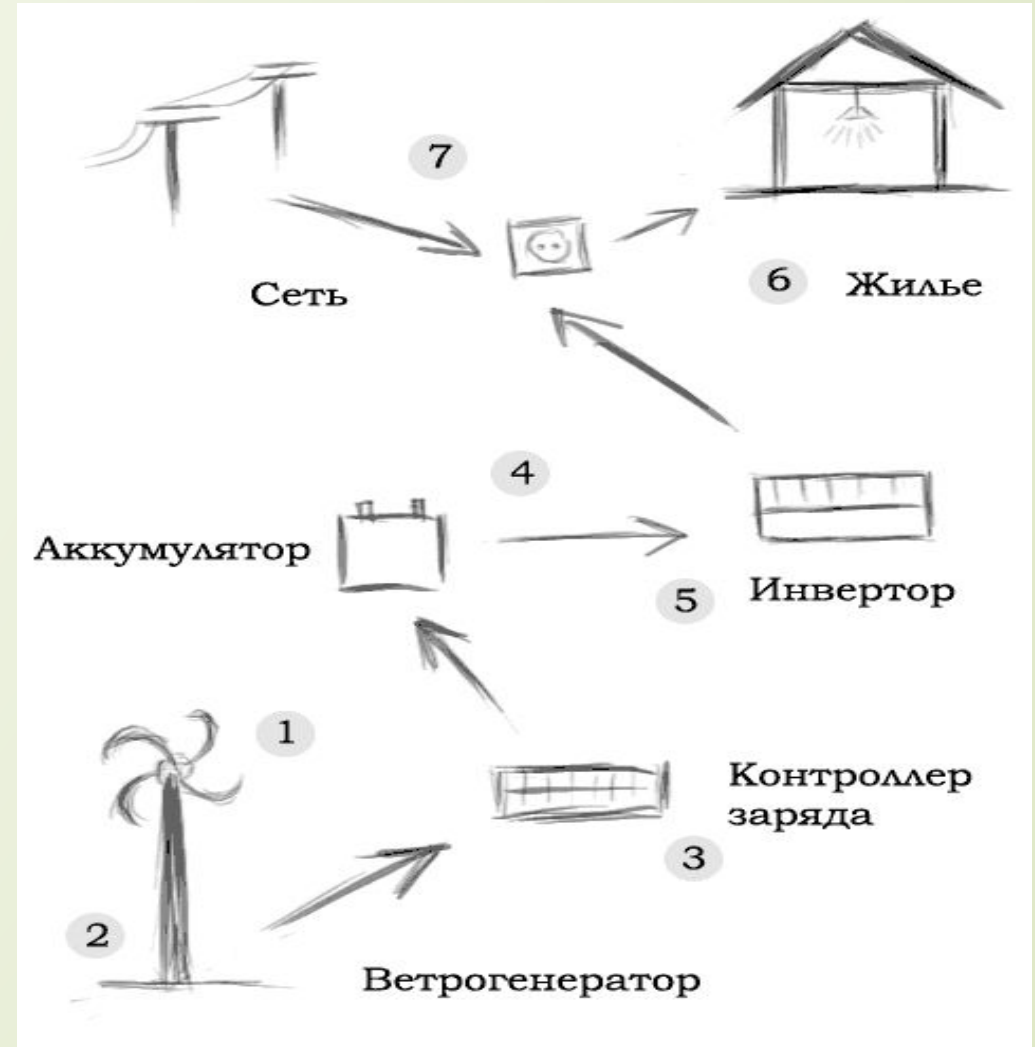 7
Сеть
6 Жилье
4
Аккумулятор
5 Инвертор
1
Контроллер
заряда
3
2
Ветрогенератор